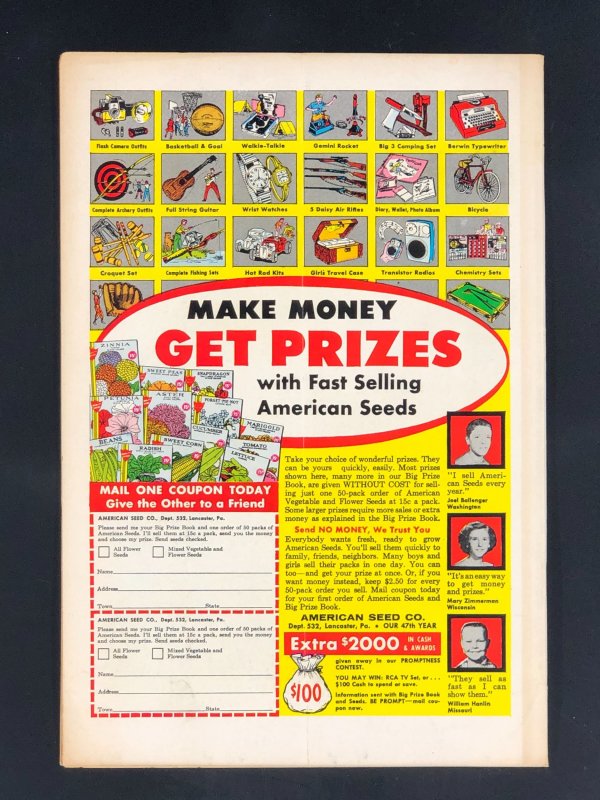 Flash Camera Outfits
Basketball & Goal
Walkie-Talkie
Gemini Rocket
Big 3 Camping Set
Berwin Typewriter
Complete Archery Outfits
Full String Guitar
Wrist Watches
5 Daisy Air Rifles
Diary, Wallet, Photo Album
Bicycle
Croquet Set
Complete Fishing Sets
Hot Rod Kits
Girls Travel Case
Transistor Radios
Chemistry Sets
MAKE MONEY
GET PRIZES
with Fast Selling
American Seeds
ZINNIA
SWEET PEAS
SNAPDRAGON
PETUNIA
ASTER
FORGET ME NOT
MARIGOLD
CUCUMBER
BEANS
RADISH
SWEET CORN
TOMATO
LETTUCE
MAIL ONE COUPON TODAY
Give the Other to a Friend
AMERICAN SEED CO., Dept. 532, Lancaster, Pa.
Please send me your Big Prize Book and one order of 50 packs of
American Seeds. I'll sell them at 15c a pack, send you the money
and choose my prize. Send seeds checked.
All Flower Seeds
Mixed Vegetable and Flower Seeds
Name
Address
Town State
AMERICAN SEED CO., Dept. 532, Lancaster, Pa.
Please send me your Big Prize Book and one order of 50 packs of
American Seeds. I'll sell them at 15c a pack, send you the money
and choose my prize. Send seeds checked.
All Flower Seeds
Mixed Vegetable and Flower Seeds
Name
Address
Town State
Take your choice of wonderful prizes. They
can be yours quickly, easily. Most prizes
shown here, many more in our Big Prize
Book, are given WITHOUT COST for sell-
ing just one 50-pack order of American
Vegetable and Flower Seeds at 15c a pack.
Some larger prizes require more sales or extra
money as explained in the Big Prize Book.
Send NO MONEY, We Trust You
Everybody wants fresh, ready to grow
American Seeds. You'll sell them quickly to
family, friends, neighbors. Many boys and
girls sell their packs in one day. You can
too—and get your prize at once. Or, if you
want money instead, keep $2.50 for every
50-pack order you sell. Mail coupon today
for your first order of American Seeds and
Big Prize Book.
AMERICAN SEED CO.
Dept. 532, Lancaster, Pa. • OUR 47th YEAR
Extra $2000 IN CASH & AWARDS
$100
given away in our PROMPTNESS
CONTEST.
YOU MAY WIN: RCA TV Set, or . . .
$100 Cash to spend or save.
Information sent with Big Prize Book
and Seeds. BE PROMPT—mail cou-
pon now.
"I sell Ameri-
can Seeds every
year."
Joel Ballenger
Washington
"It's an easy way
to get money
and prizes."
Mary Zimmerman
Wisconsin
"They sell as
fast as I can
show them."
William Hanlin
Missouri